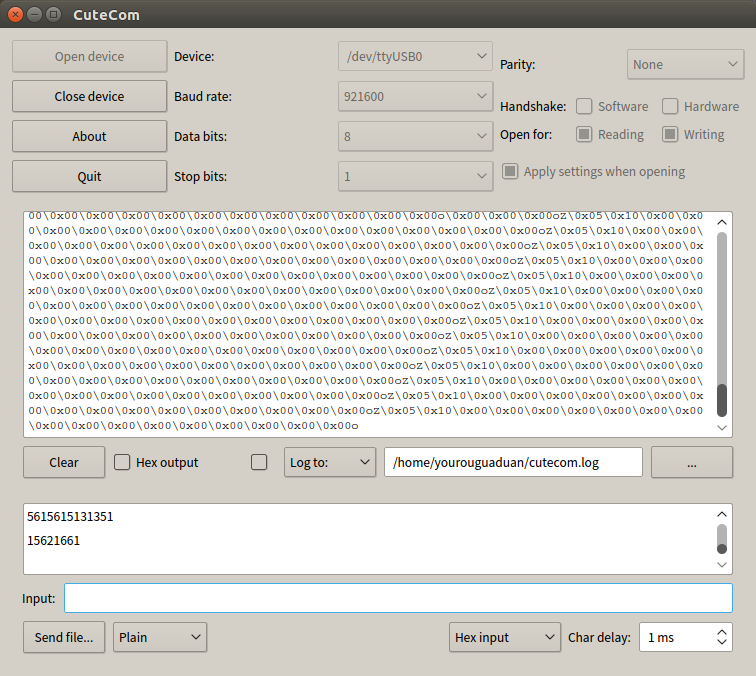 CuteCom
Open device Device: /dev/ttyUSB0 Parity: None
Close device Baud rate: 921600 Handshake: Software Hardware
About Data bits: 8 Open for: Reading Writing
Quit Stop bits: 1 Apply settings when opening
00\0x00\0x00\0x00\0x00\0x00\0x00\0x00\0x00\0x00\0x00\0x00o\0x00\0x00\0x00oz\0x05\0x10\0x00\0x0
0\0x00\0x00\0x00\0x00\0x00\0x00\0x00\0x00\0x00\0x00\0x00\0x00\0x00\0x00oz\0x05\0x10\0x00\0x00\
0x00\0x00\0x00\0x00\0x00\0x00\0x00\0x00\0x00\0x00\0x00\0x00\0x00\0x00oz\0x05\0x10\0x00\0x00\0x
00\0x00\0x00\0x00\0x00\0x00\0x00\0x00\0x00\0x00\0x00\0x00\0x00\0x00oz\0x05\0x10\0x00\0x00\0x00
\0x00\0x00\0x00\0x00\0x00\0x00\0x00\0x00\0x00\0x00\0x00\0x00\0x00oz\0x05\0x10\0x00\0x00\0x00\0
x00\0x00\0x00\0x00\0x00\0x00\0x00\0x00\0x00\0x00\0x00\0x00\0x00oz\0x05\0x10\0x00\0x00\0x00\0x0
0\0x00\0x00\0x00\0x00\0x00\0x00\0x00\0x00\0x00\0x00\0x00\0x00oz\0x05\0x10\0x00\0x00\0x00\0x00\
0x00\0x00\0x00\0x00\0x00\0x00\0x00\0x00\0x00\0x00\0x00\0x00oz\0x05\0x10\0x00\0x00\0x00\0x00\0x
00\0x00\0x00\0x00\0x00\0x00\0x00\0x00\0x00\0x00\0x00\0x00oz\0x05\0x10\0x00\0x00\0x00\0x00\0x00
\0x00\0x00\0x00\0x00\0x00\0x00\0x00\0x00\0x00\0x00\0x00oz\0x05\0x10\0x00\0x00\0x00\0x00\0x00\0
x00\0x00\0x00\0x00\0x00\0x00\0x00\0x00\0x00\0x00\0x00oz\0x05\0x10\0x00\0x00\0x00\0x00\0x00\0x0
0\0x00\0x00\0x00\0x00\0x00\0x00\0x00\0x00\0x00\0x00oz\0x05\0x10\0x00\0x00\0x00\0x00\0x00\0x00\
0x00\0x00\0x00\0x00\0x00\0x00\0x00\0x00\0x00\0x00oz\0x05\0x10\0x00\0x00\0x00\0x00\0x00\0x00\0x
00\0x00\0x00\0x00\0x00\0x00\0x00\0x00\0x00\0x00oz\0x05\0x10\0x00\0x00\0x00\0x00\0x00\0x00\0x00
\0x00\0x00\0x00\0x00\0x00\0x00\0x00\0x00\0x00o
Clear Hex output Log to: /home/yourouguaduan/cutecom.log ...
5615615131351
15621661
Input:
Send file... Plain Hex input Char delay: 1 ms